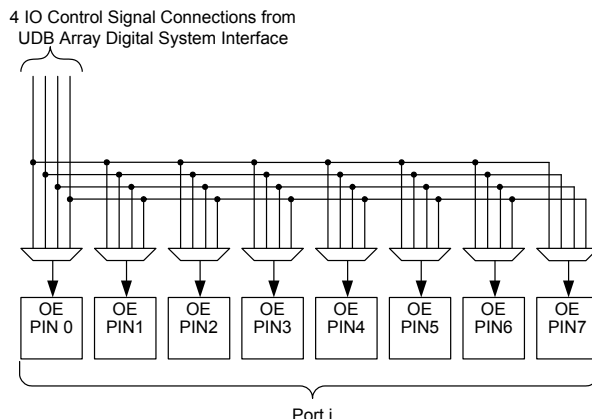 4 IO Control Signal Connections from
UDB Array Digital System Interface
OE OE OE OE OE OE OE OE
PIN 0 PIN1 PIN2 PIN3 PIN4 PIN5 PIN6 PIN7
Port i